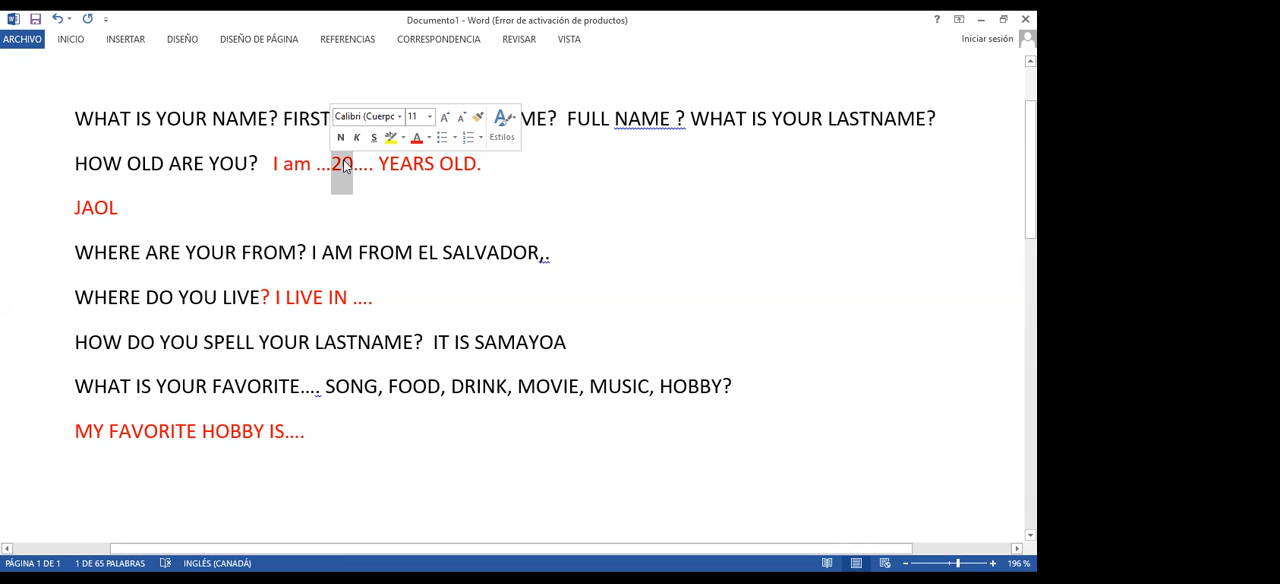 Documento1 - Word (Error de activación de productos)
?
ARCHIVO INICIO INSERTAR DISEÑO DISEÑO DE PÁGINA REFERENCIAS CORRESPONDENCIA REVISAR VISTA Iniciar sesión
Calibri (Cuerpc 11 A A A
N K S A Estilos
WHAT IS YOUR NAME? FIRST ME? FULL NAME ? WHAT IS YOUR LASTNAME?
HOW OLD ARE YOU? I am ...20.... YEARS OLD.
JAOL
WHERE ARE YOUR FROM? I AM FROM EL SALVADOR,.
WHERE DO YOU LIVE? I LIVE IN ....
HOW DO YOU SPELL YOUR LASTNAME? IT IS SAMAYOA
WHAT IS YOUR FAVORITE.... SONG, FOOD, DRINK, MOVIE, MUSIC, HOBBY?
MY FAVORITE HOBBY IS....
PÁGINA 1 DE 1 1 DE 65 PALABRAS INGLÉS (CANADÁ) 196 %